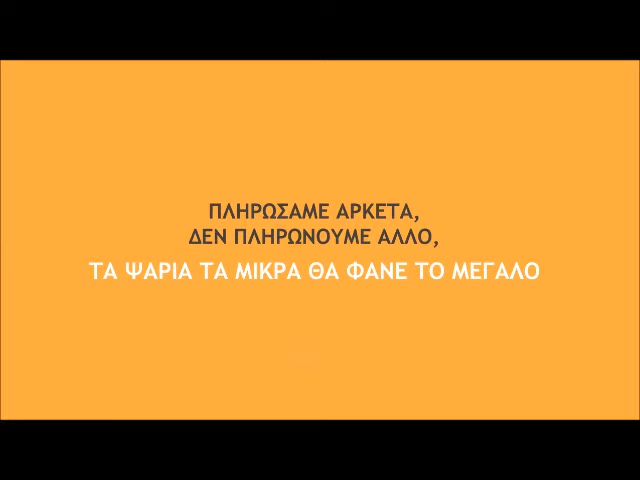 ΠΛΗΡΩΣΑΜΕ ΑΡΚΕΤΑ,
ΔΕΝ ΠΛΗΡΩΝΟΥΜΕ ΑΛΛΟ,
ΤΑ ΨΑΡΙΑ ΤΑ ΜΙΚΡΑ ΘΑ ΦΑΝΕ ΤΟ ΜΕΓΑΛΟ